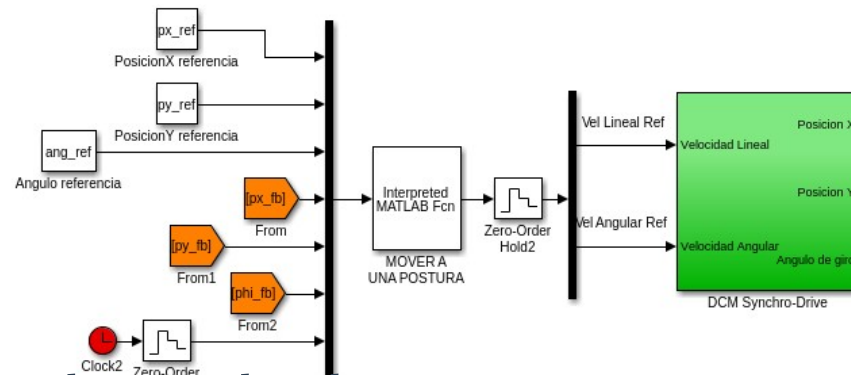 px_ref
PosicionX referencia
py_ref
PosicionY referencia
ang_ref
Angulo referencia
[px_fb]
From
[py_fb]
From1
[phi_fb]
From2
Clock2
Zero-Order
Interpreted
MATLAB Fcn
MOVER A
UNA POSTURA
Zero-Order
Hold2
Vel Lineal Ref
Vel Angular Ref
Velocidad Lineal
Velocidad Angular
Posicion X
Posicion Y
Angulo de giro
DCM Synchro-Drive